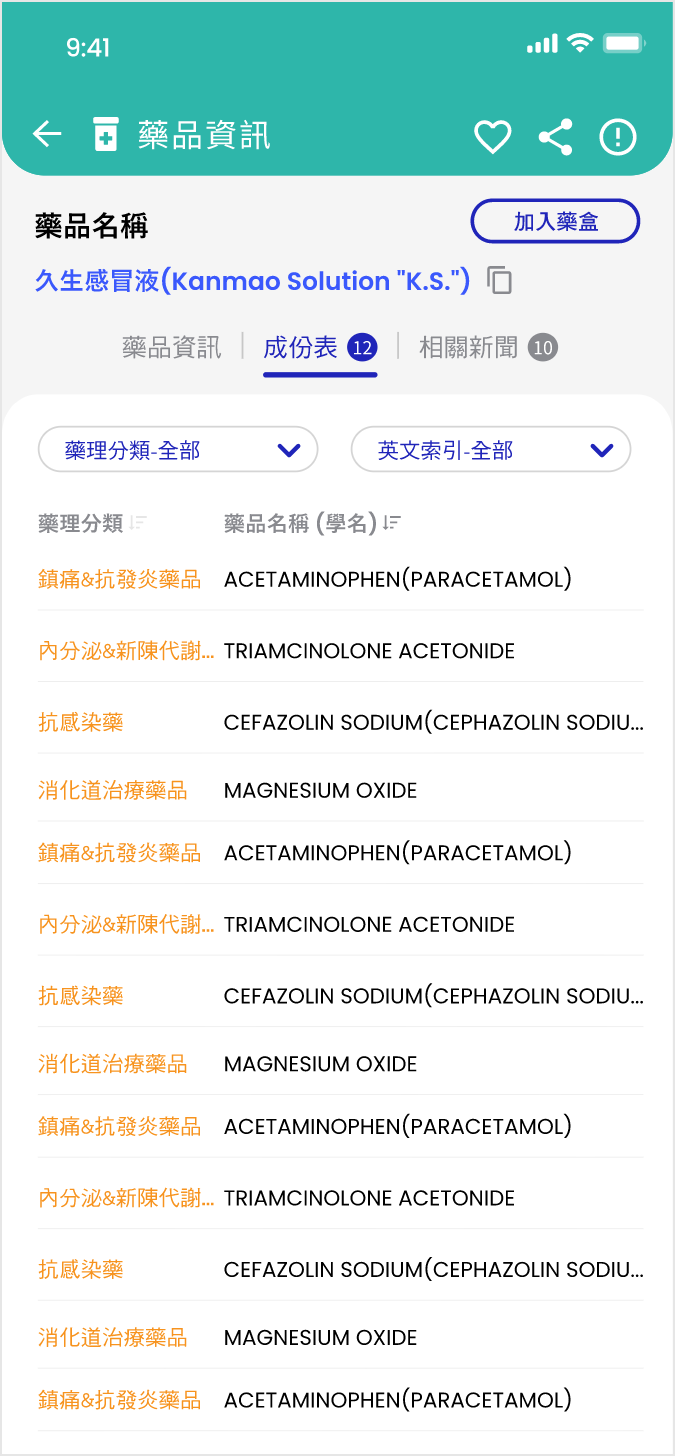 9:41
藥品資訊
藥品名稱
加入藥盒
久生感冒液(Kanmao Solution "K.S.")
藥品資訊 成份表 12 相關新聞 10
藥理分類-全部 英文索引-全部
藥理分類 藥品名稱 (學名)
鎮痛&抗發炎藥品 ACETAMINOPHEN(PARACETAMOL)
內分泌&新陳代謝... TRIAMCINOLONE ACETONIDE
抗感染藥 CEFAZOLIN SODIUM(CEPHAZOLIN SODIU...
消化道治療藥品 MAGNESIUM OXIDE
鎮痛&抗發炎藥品 ACETAMINOPHEN(PARACETAMOL)
內分泌&新陳代謝... TRIAMCINOLONE ACETONIDE
抗感染藥 CEFAZOLIN SODIUM(CEPHAZOLIN SODIU...
消化道治療藥品 MAGNESIUM OXIDE
鎮痛&抗發炎藥品 ACETAMINOPHEN(PARACETAMOL)
內分泌&新陳代謝... TRIAMCINOLONE ACETONIDE
抗感染藥 CEFAZOLIN SODIUM(CEPHAZOLIN SODIU...
消化道治療藥品 MAGNESIUM OXIDE
鎮痛&抗發炎藥品 ACETAMINOPHEN(PARACETAMOL)